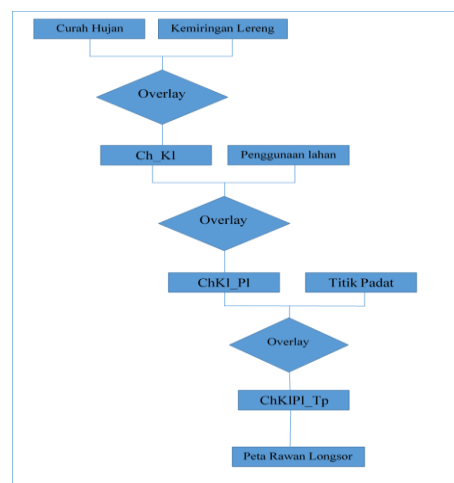 Curah Hujan
Kemiringan Lereng
Overlay
Ch_Kl
Penggunaan lahan
Overlay
ChKl_Pl
Titik Padat
Overlay
ChKlPl_Tp
Peta Rawan Longsor